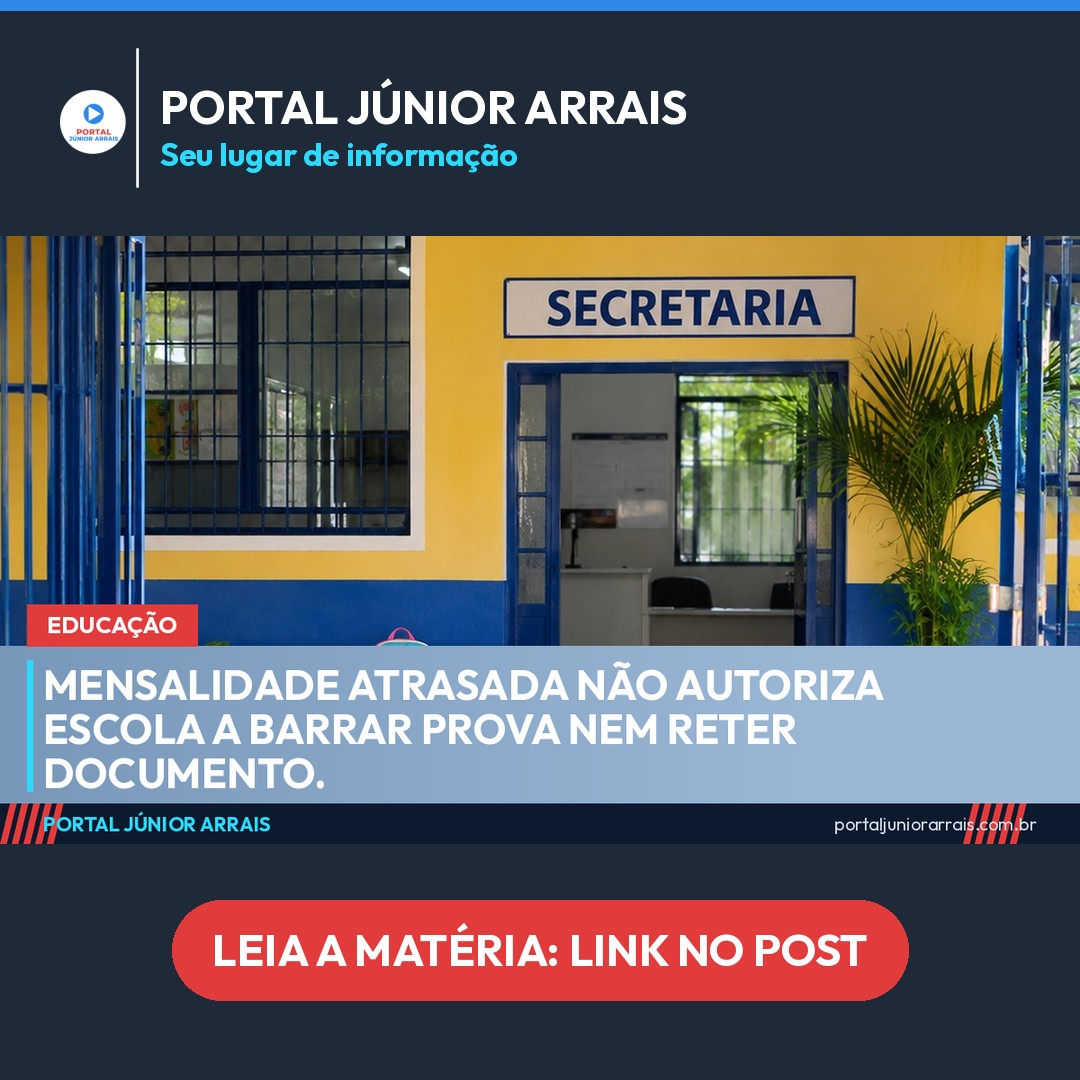 PORTAL
JÚNIOR ARRAIS
PORTAL JÚNIOR ARRAIS
Seu lugar de informação
SECRETARIA
EDUCAÇÃO
MENSALIDADE ATRASADA NÃO AUTORIZA
ESCOLA A BARRAR PROVA NEM RETER
DOCUMENTO.
PORTAL JÚNIOR ARRAIS
portaljuniorarrais.com.br
LEIA A MATÉRIA: LINK NO POST